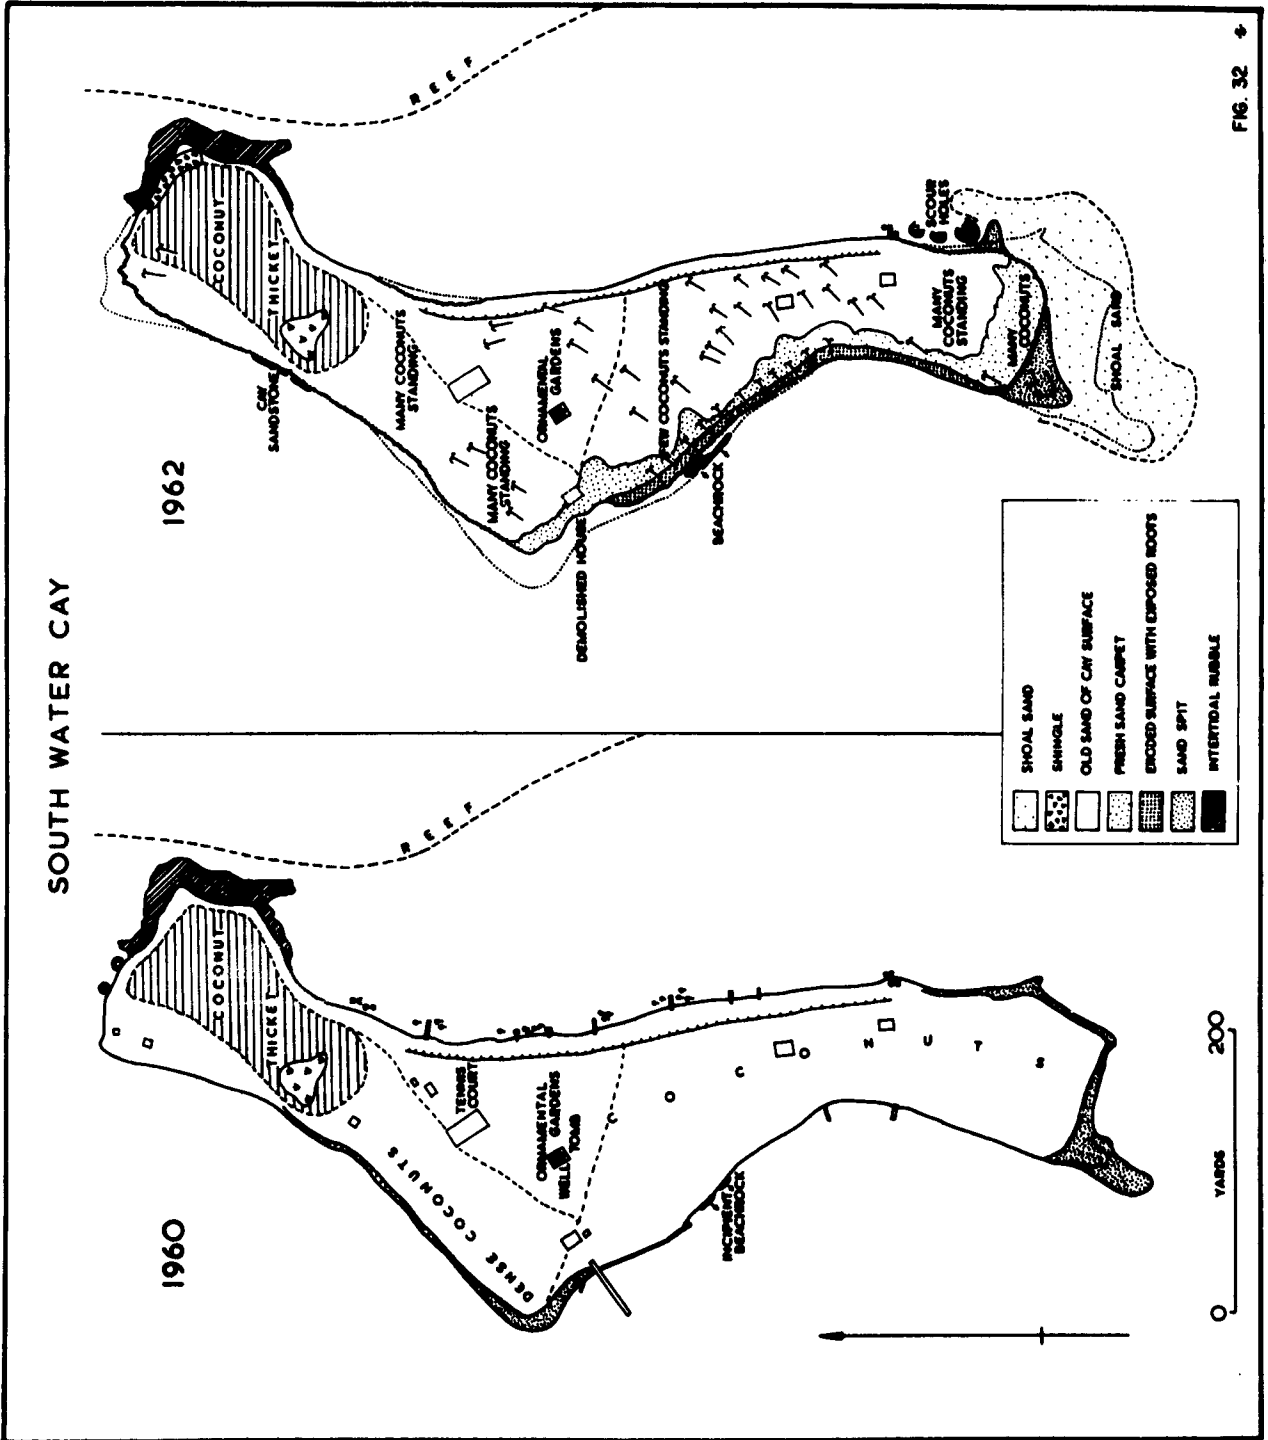 SOUTH WATER CAY
1960
REEF
COCONUT
THICKET
DENSE COCONUTS
TENNIS
COURT
ORNAMENTAL
GARDENS
WELL
TOMB
COCONUTS
INCIPIENT
BEACHROCK
0
200
YARDS
1962
REEF
COCONUT
THICKET
CAY
SANDSTONE
MANY COCONUTS
STANDING
MANY COCONUTS
STANDING
ORNAMENTAL
GARDENS
DEMOLISHED HOUSE
FEW COCONUTS STANDING
BEACHROCK
SCOUR
HOLES
MANY
COCONUTS
STANDING
MANY
COCONUTS
SHOAL SAND
SHOAL SAND
SHINGLE
OLD SAND OF CAY SURFACE
FRESH SAND CARPET
ERODED SURFACE WITH EXPOSED ROOTS
SAND SPIT
INTERTIDAL RUBBLE
FIG. 32